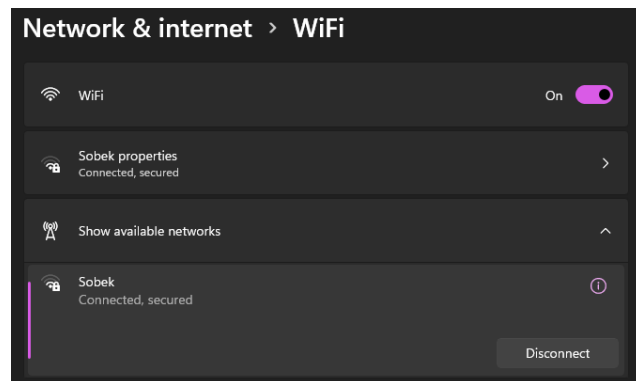 Network & internet > WiFi
WiFi
On
Sobek properties
Connected, secured
Show available networks
Sobek
Connected, secured
Disconnect